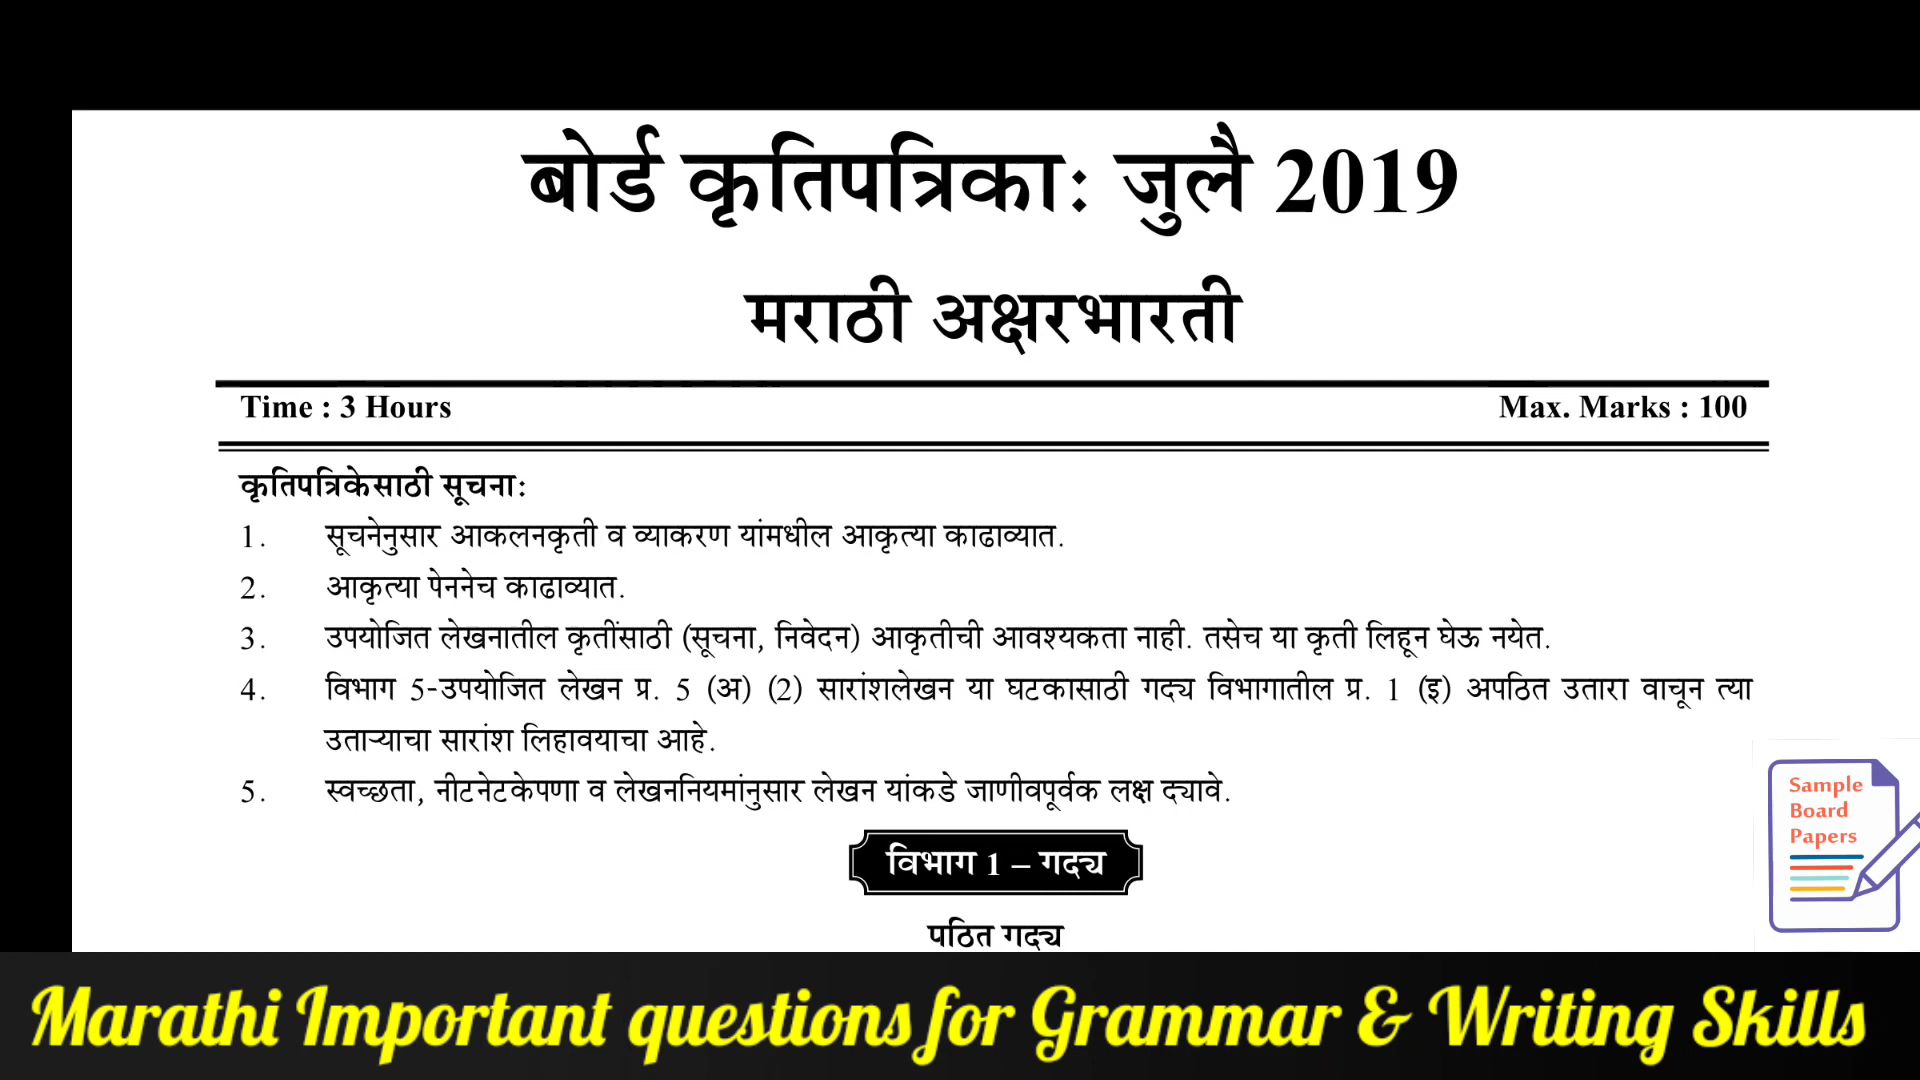 बोर्ड कृतिपत्रिका: जुलै 2019
मराठी अक्षरभारती
Time : 3 Hours Max. Marks : 100
कृतिपत्रिकेसाठी सूचना:
1. सूचनेनुसार आकलनकृती व व्याकरण यांमधील आकृत्या काढाव्यात.
2. आकृत्या पेननेच काढाव्यात.
3. उपयोजित लेखनातील कृतींसाठी (सूचना, निवेदन) आकृतीची आवश्यकता नाही. तसेच या कृती लिहून घेऊ नयेत.
4. विभाग 5-उपयोजित लेखन प्र. 5 (अ) (2) सारांशलेखन या घटकासाठी गद्य विभागातील प्र. 1 (इ) अपठित उतारा वाचून त्या
उताऱ्याचा सारांश लिहावयाचा आहे.
5. स्वच्छता, नीटनेटकेपणा व लेखननियमांनुसार लेखन यांकडे जाणीवपूर्वक लक्ष द्यावे.
Sample
Board
Papers
विभाग 1 – गद्य
पठित गद्य
Marathi Important questions for Grammar & Writing Skills